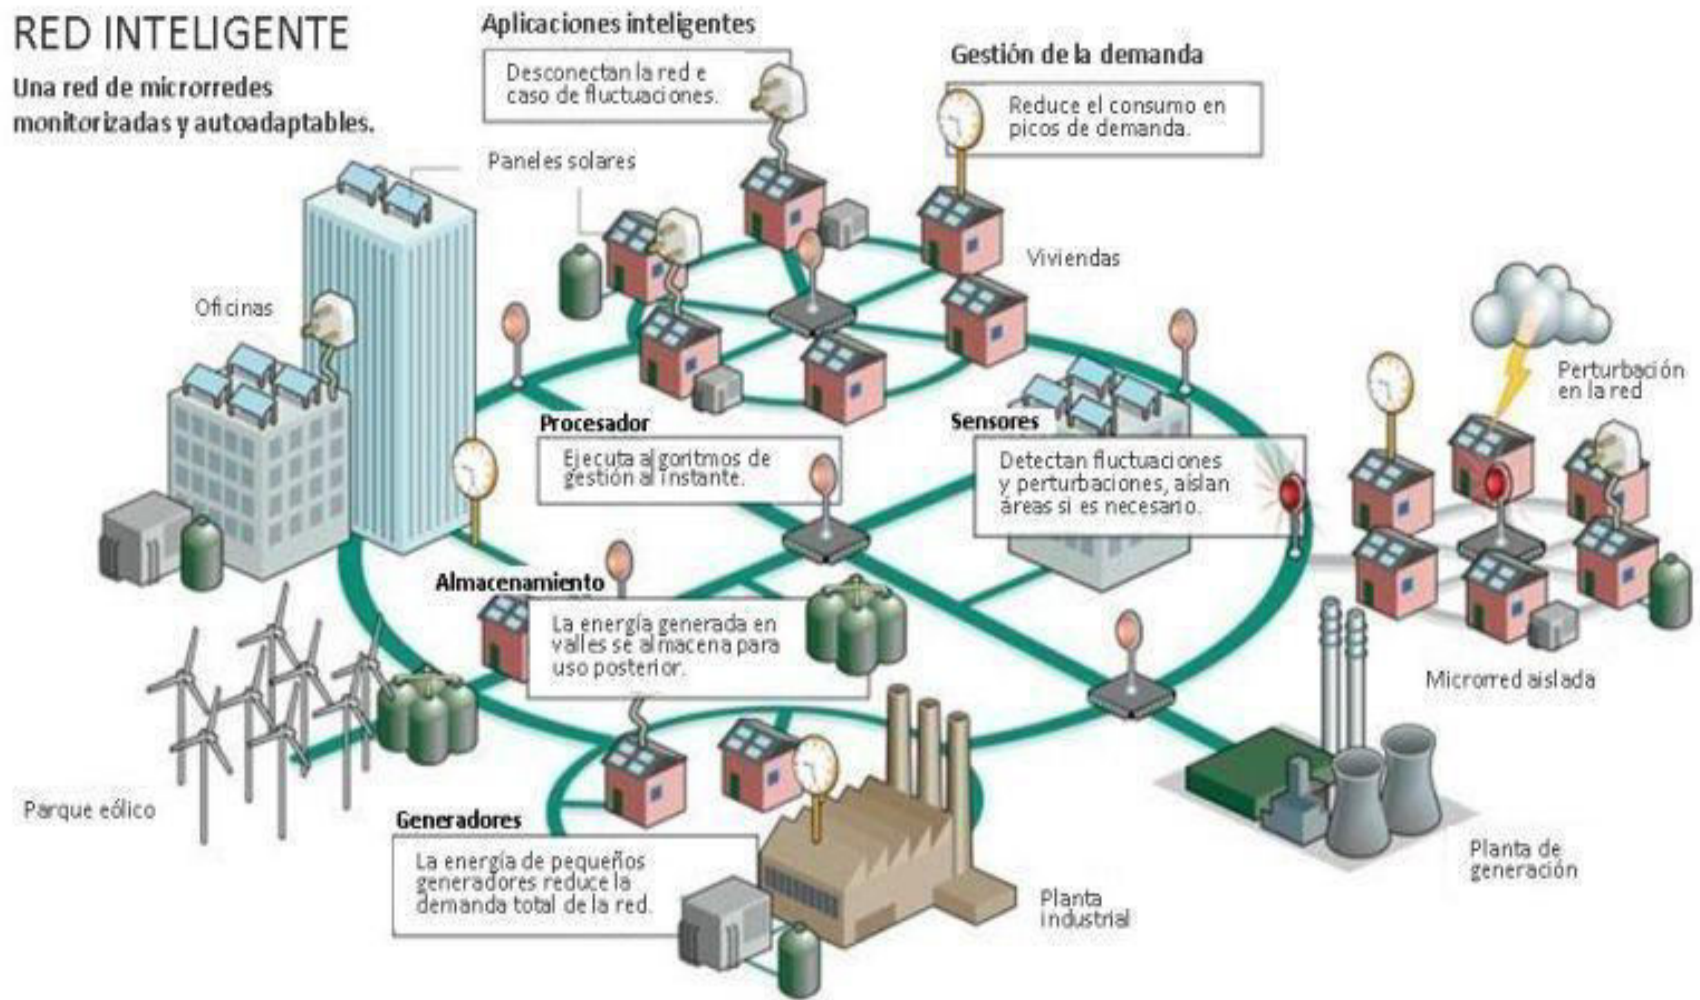 RED INTELIGENTE
Una red de microrredes
monitorizadas y autoadaptables.
Aplicaciones inteligentes
Desconectan la red e
caso de fluctuaciones.
Gestión de la demanda
Reduce el consumo en
picos de demanda.
Paneles solares
Viviendas
Oficinas
Perturbación
en la red
Procesador
Ejecuta algoritmos de
gestión al instante.
Sensores
Detectan fluctuaciones
y perturbaciones, aíslan
áreas si es necesario.
Almacenamiento
La energía generada en
valles se almacena para
uso posterior.
Microrred aislada
Parque eólico
Generadores
La energía de pequeños
generadores reduce la
demanda total de la red.
Planta
industrial
Planta de
generación